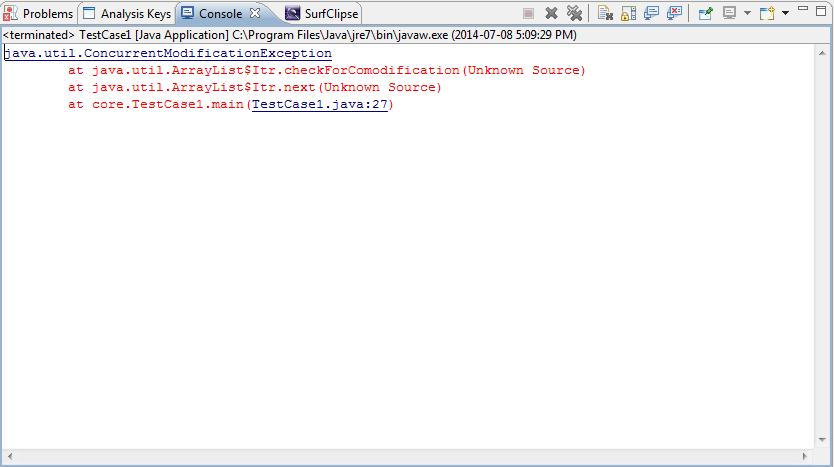 Problems Analysis Keys Console SurfClipse
<terminated> TestCase1 [Java Application] C:\Program Files\Java\jre7\bin\javaw.exe (2014-07-08 5:09:29 PM)
java.util.ConcurrentModificationException
at java.util.ArrayList$Itr.checkForComodification(Unknown Source)
at java.util.ArrayList$Itr.next(Unknown Source)
at core.TestCase1.main(TestCase1.java:27)